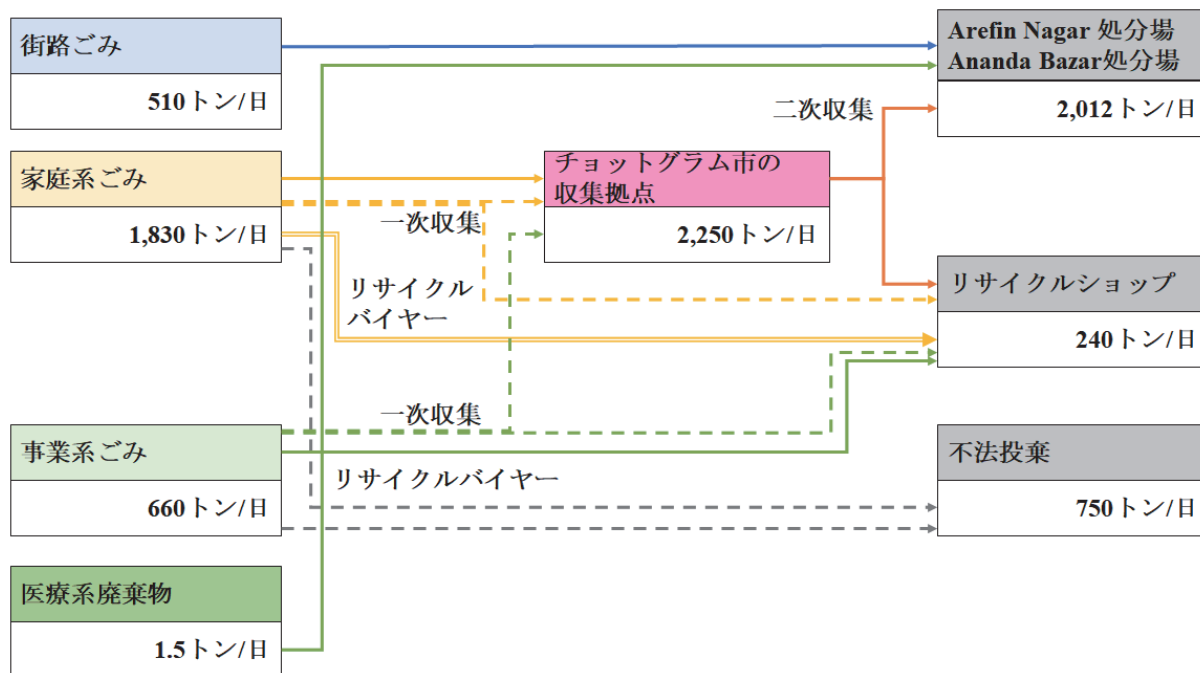 街路ごみ
510トン/日
家庭系ごみ
1,830トン/日
事業系ごみ
660トン/日
医療系廃棄物
1.5トン/日
一次収集
リサイクル
バイヤー
一次収集
リサイクルバイヤー
チョットグラム市の
収集拠点
2,250トン/日
二次収集
Arefin Nagar 処分場
Ananda Bazar処分場
2,012トン/日
リサイクルショップ
240トン/日
不法投棄
750トン/日